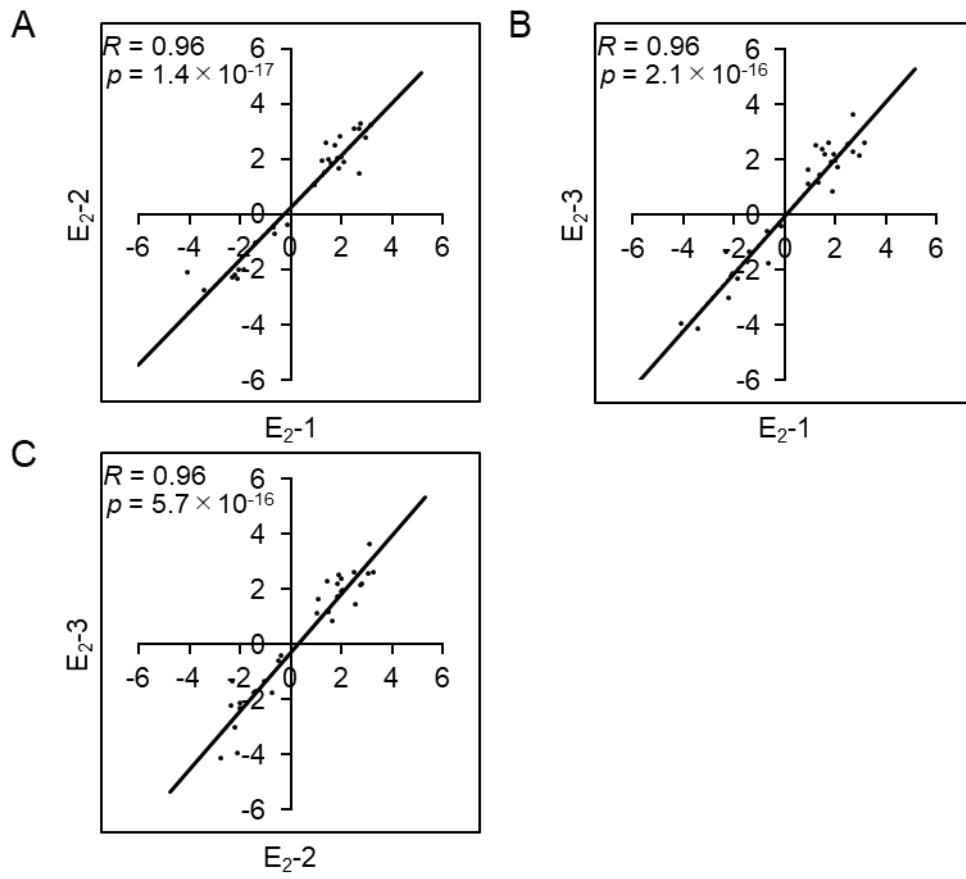 A
R = 0.96
p = 1.4 × 10⁻¹⁷
6
4
2
0
-6 -4 -2 0 2 4 6
-2
-4
-6
E₂-2
E₂-1
B
R = 0.96
p = 2.1 × 10⁻¹⁶
6
4
2
0
-6 -4 -2 0 2 4 6
-2
-4
-6
E₂-3
E₂-1
C
R = 0.96
p = 5.7 × 10⁻¹⁶
6
4
2
0
-6 -4 -2 0 2 4 6
-2
-4
-6
E₂-3
E₂-2